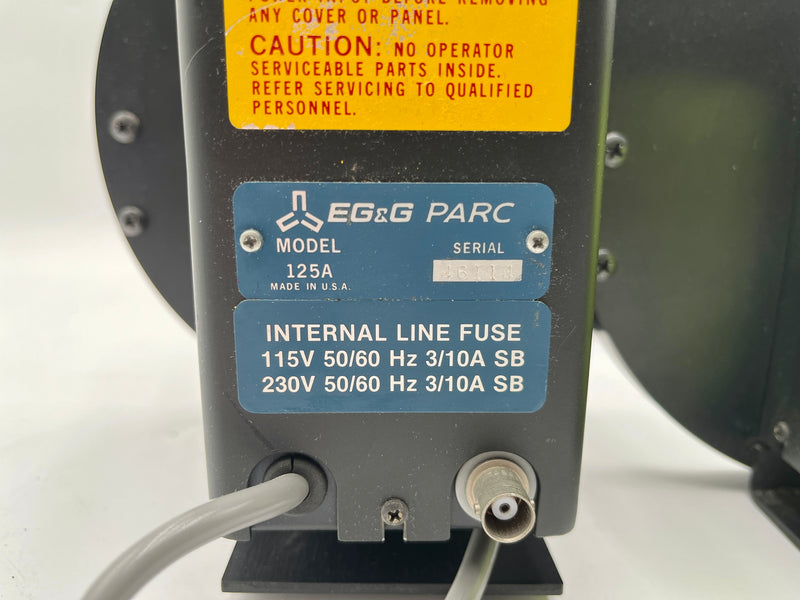 ANY COVER OR PANEL.
CAUTION: NO OPERATOR
SERVICEABLE PARTS INSIDE.
REFER SERVICING TO QUALIFIED
PERSONNEL.
EG&G PARC
MODEL SERIAL
125A
MADE IN U.S.A.
INTERNAL LINE FUSE
115V 50/60 Hz 3/10A SB
230V 50/60 Hz 3/10A SB